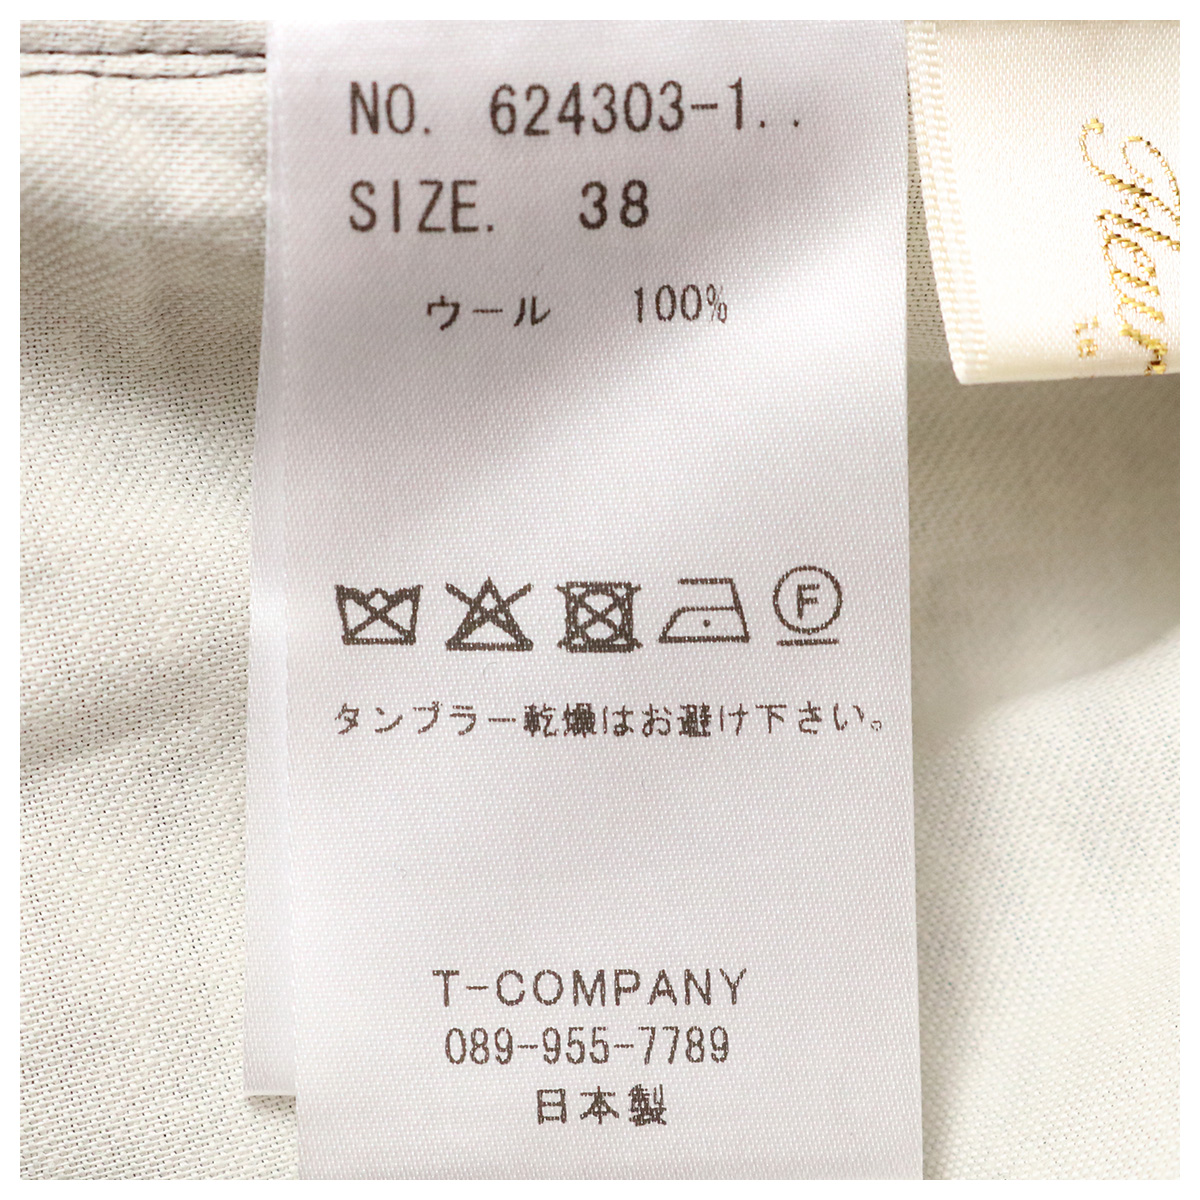 NO. 624303-1..
SIZE. 38
ウール 100%
F
タンブラー乾燥はお避け下さい。
T-COMPANY
089-955-7789
日本製